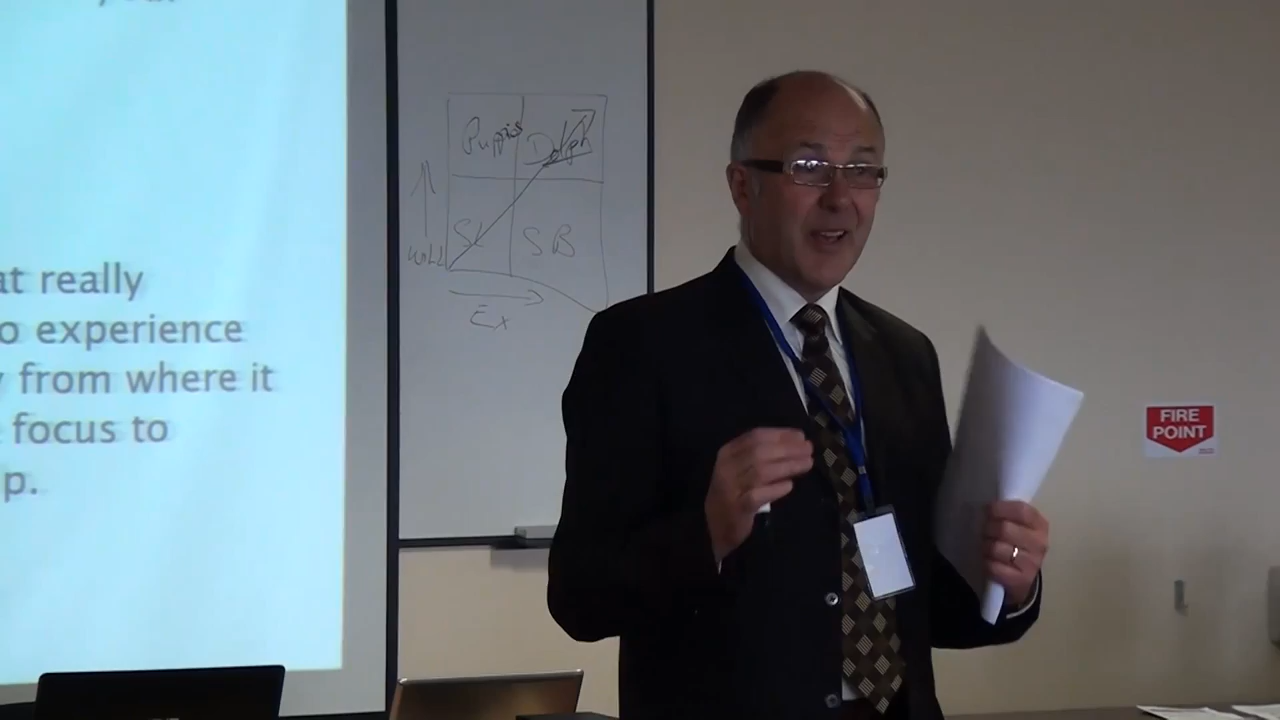 at really
o experience
y from where it
focus to
p.
Puppies
Dolph
SL
SB
Will
Ex
FIRE
POINT